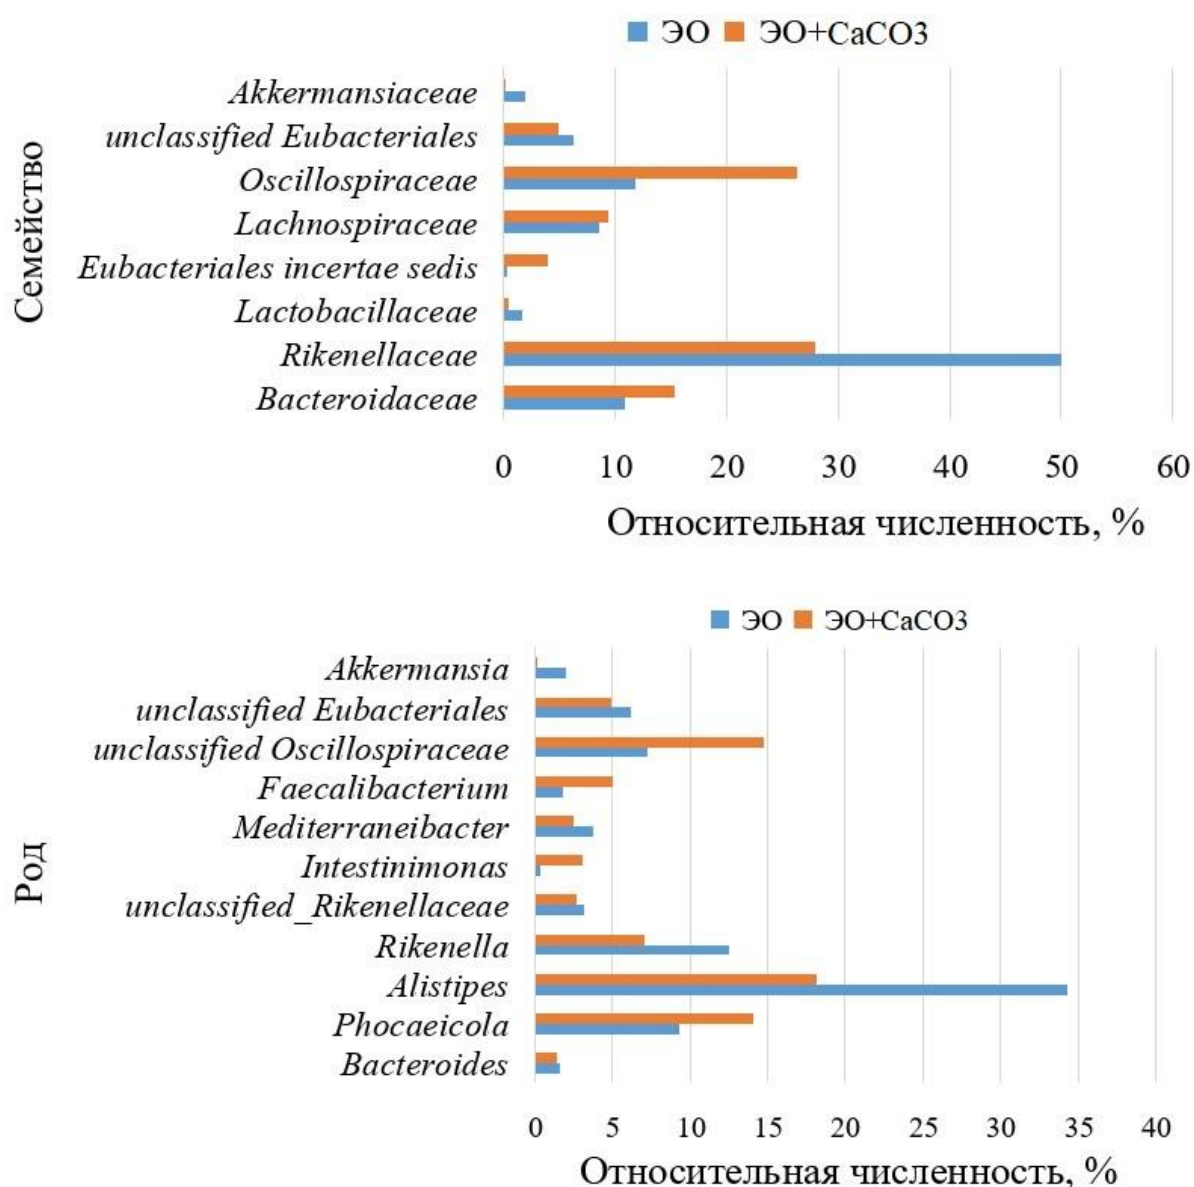 ЭО ЭО+CaCO3
Семейство
Akkermansiaceae
unclassified Eubacteriales
Oscillospiraceae
Lachnospiraceae
Eubacteriales incertae sedis
Lactobacillaceae
Rikenellaceae
Bacteroidaceae
0 10 20 30 40 50 60
Относительная численность, %
ЭО ЭО+CaCO3
Род
Akkermansia
unclassified Eubacteriales
unclassified Oscillospiraceae
Faecalibacterium
Mediterraneibacter
Intestinimonas
unclassified_Rikenellaceae
Rikenella
Alistipes
Phocaeicola
Bacteroides
0 5 10 15 20 25 30 35 40
Относительная численность, %